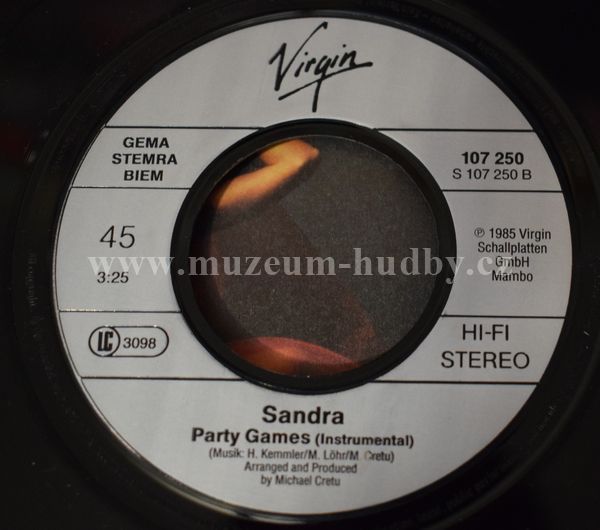 Virgin
GEMA
STEMRA
BIEM
107 250
S 107 250 B
45
3:25
℗ 1985 Virgin
Schallplatten
GmbH
Mambo
www.muzeum-hudby.cz
LC 3098
HI-FI
STEREO
Sandra
Party Games (Instrumental)
(Musik: H. Kemmler/M. Löhr/M. Cretu)
Arranged and Produced
by Michael Cretu